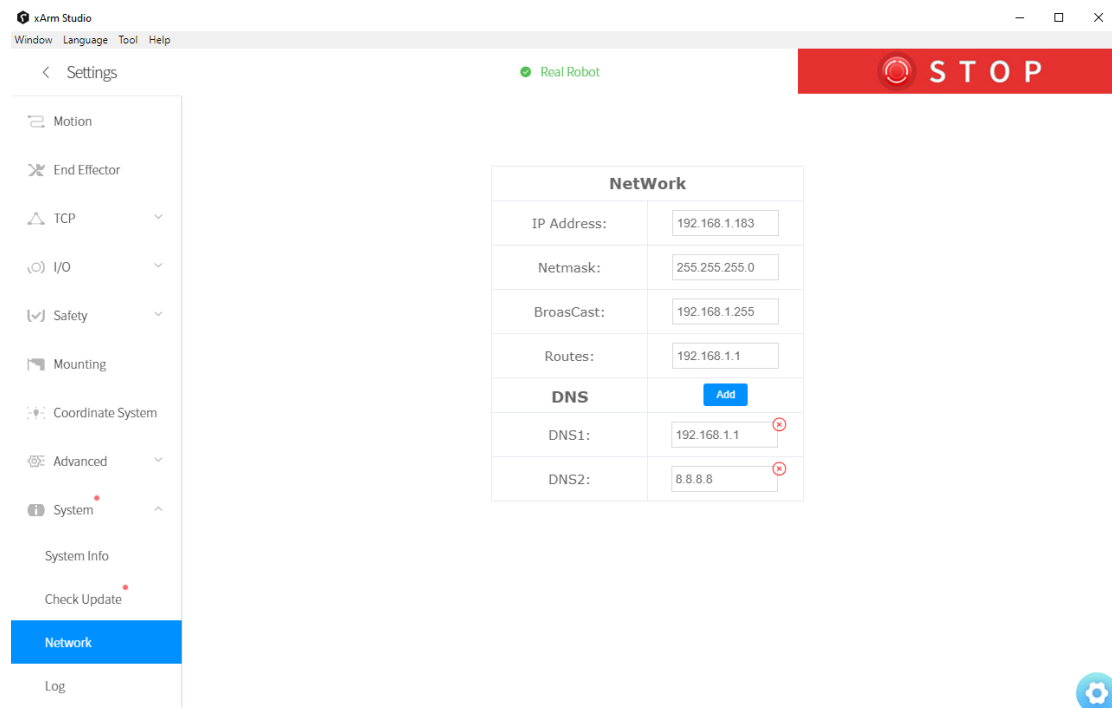 xArm Studio
Window Language Tool Help
Settings
Real Robot
STOP
Motion
End Effector
TCP
I/O
Safety
Mounting
Coordinate System
Advanced
System
System Info
Check Update
Network
Log
NetWork
IP Address: 192.168.1.183
Netmask: 255.255.255.0
BroasCast: 192.168.1.255
Routes: 192.168.1.1
DNS Add
DNS1: 192.168.1.1
DNS2: 8.8.8.8